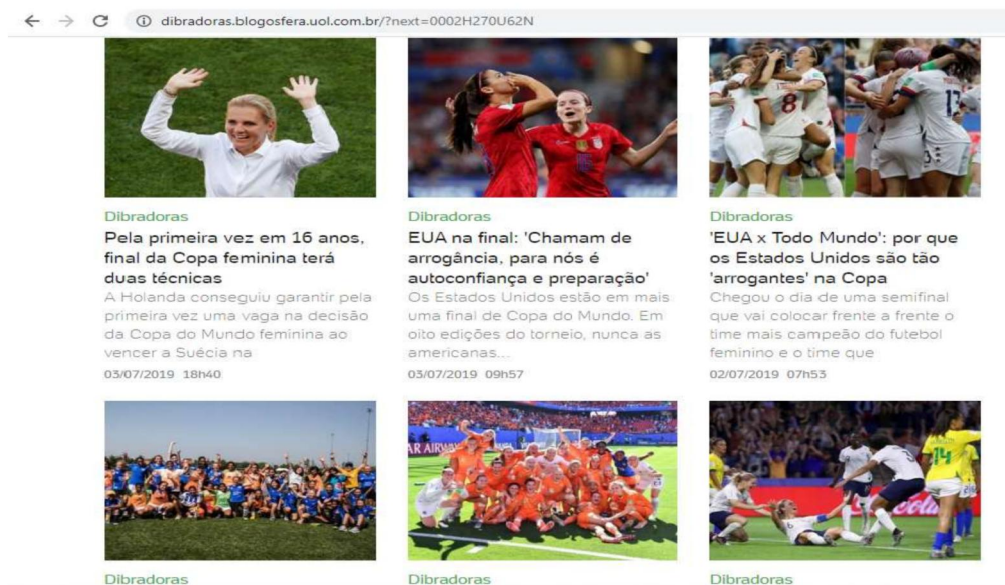 dibradoras.blogosfera.uol.com.br/?next=0002H270U62N
Dibradoras
Pela primeira vez em 16 anos,
final da Copa feminina terá
duas técnicas
A Holanda conseguiu garantir pela
primeira vez uma vaga na decisão
da Copa do Mundo feminina ao
vencer a Suécia na
03/07/2019 18h40
Dibradoras
EUA na final: 'Chamam de
arrogância, para nós é
autoconfiança e preparação'
Os Estados Unidos estão em mais
uma final de Copa do Mundo. Em
oito edições do torneio, nunca as
americanas...
03/07/2019 09h57
Dibradoras
'EUA x Todo Mundo': por que
os Estados Unidos são tão
'arrogantes' na Copa
Chegou o dia de uma semifinal
que vai colocar frente a frente o
time mais campeão do futebol
feminino e o time que
02/07/2019 07h53
Dibradoras
Dibradoras
Dibradoras